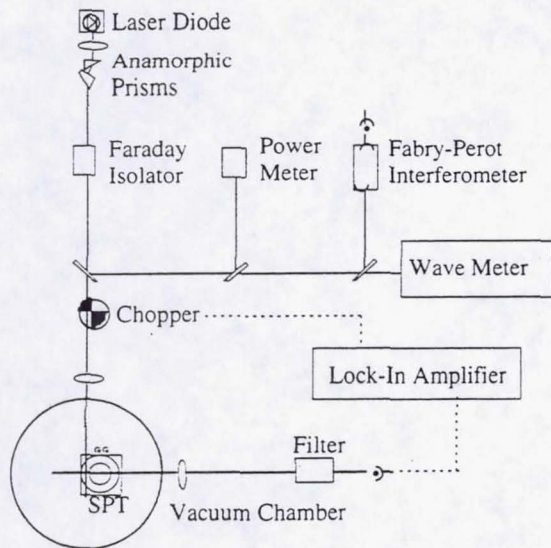 Laser Diode
Anamorphic
Prisms
Faraday
Isolator
Power
Meter
Fabry-Perot
Interferometer
Wave Meter
Chopper
Lock-In Amplifier
Filter
SPT
Vacuum Chamber